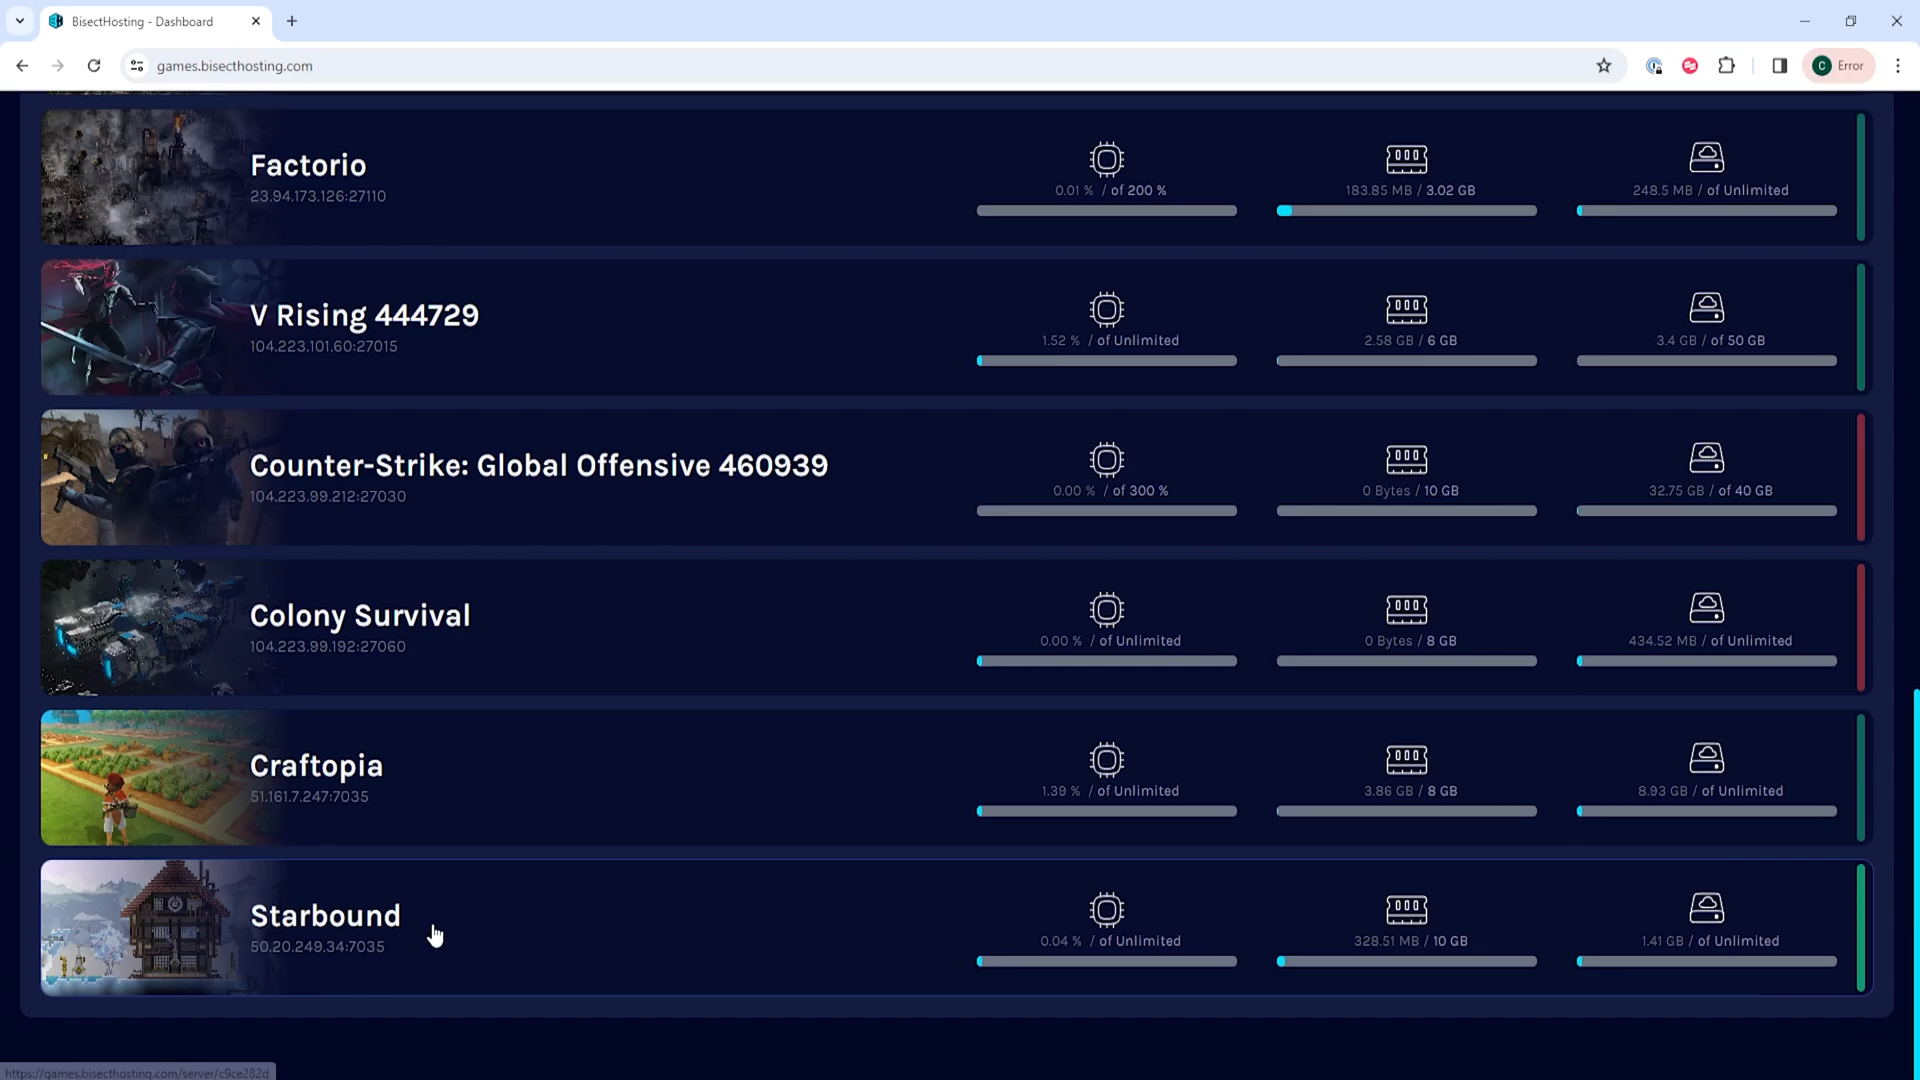 BisectHosting - Dashboard
games.bisecthosting.com
C Error
Factorio
23.94.173.126:27110
0.01 % / of 200 %
183.85 MB / 3.02 GB
248.5 MB / of Unlimited
V Rising 444729
104.223.101.60:27015
1.52 % / of Unlimited
2.58 GB / 6 GB
3.4 GB / of 50 GB
Counter-Strike: Global Offensive 460939
104.223.99.212:27030
0.00 % / of 300 %
0 Bytes / 10 GB
32.75 GB / of 40 GB
Colony Survival
104.223.99.192:27060
0.00 % / of Unlimited
0 Bytes / 8 GB
434.52 MB / of Unlimited
Craftopia
51.161.7.247:7035
1.39 % / of Unlimited
3.86 GB / 8 GB
8.93 GB / of Unlimited
Starbound
50.20.249.34:7035
0.04 % / of Unlimited
328.51 MB / 10 GB
1.41 GB / of Unlimited
https://games.bisecthosting.com/server/c9ce282d